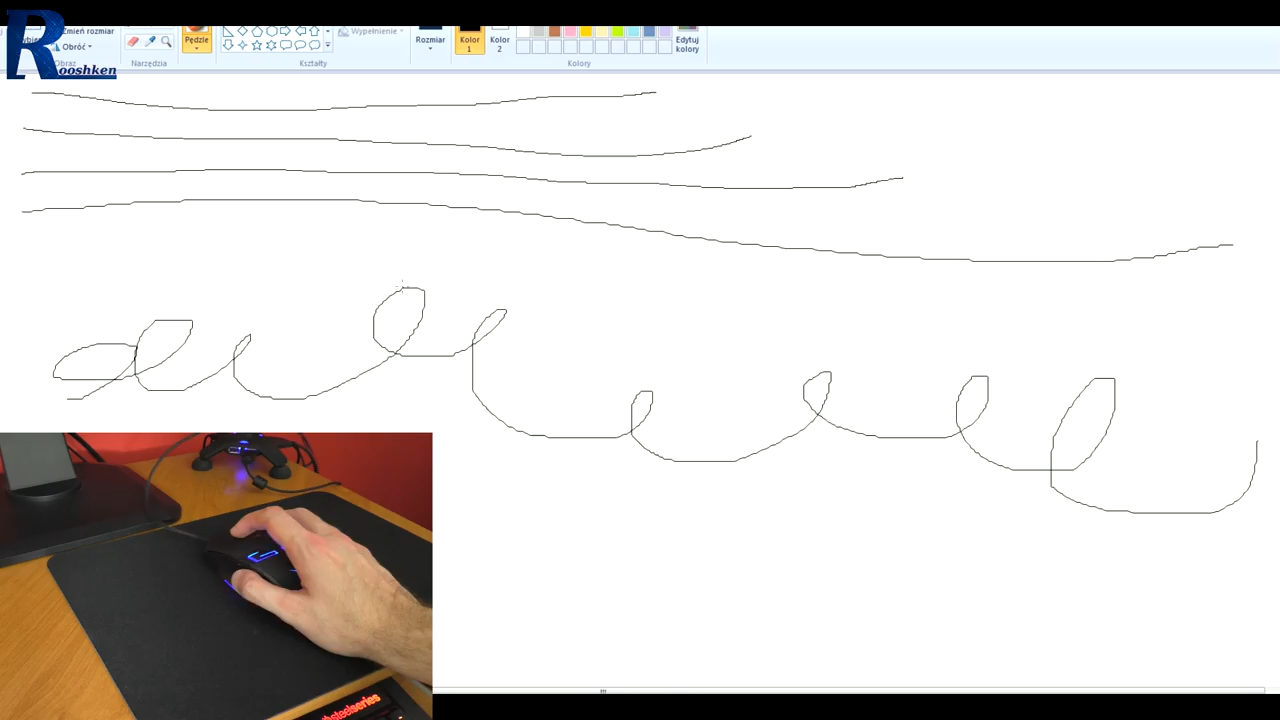 Rooshken
Zmień rozmiar
Obróć
Obraz
Narzędzia
Pędzle
Kształty
Wypełnienie
Rozmiar
Kolor
1
Kolor
2
Edytuj
kolory
Kolory
steelseries